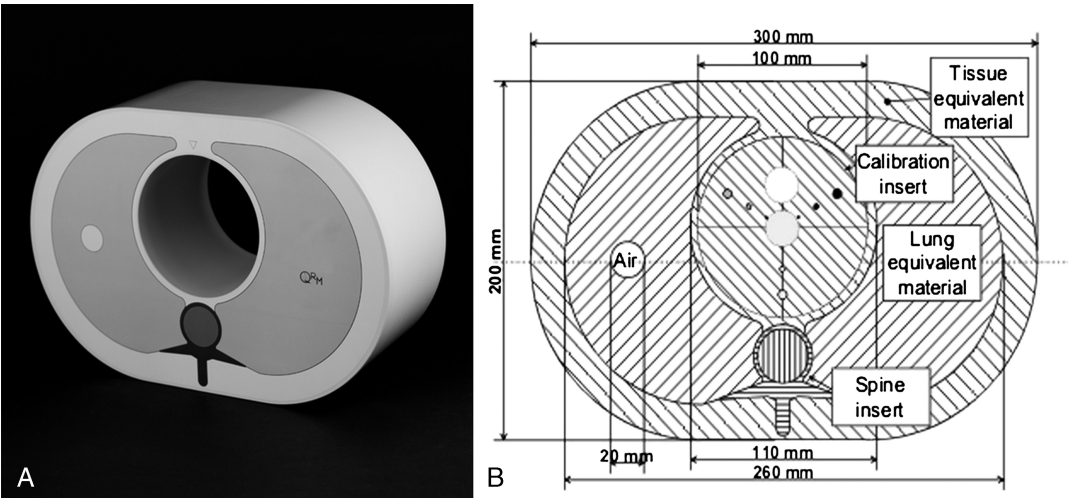 QRM
A
300 mm
100 mm
Tissue
equivalent
material
Calibration
insert
Lung
equivalent
material
200 mm
Air
Spine
insert
20 mm
110 mm
260 mm
B